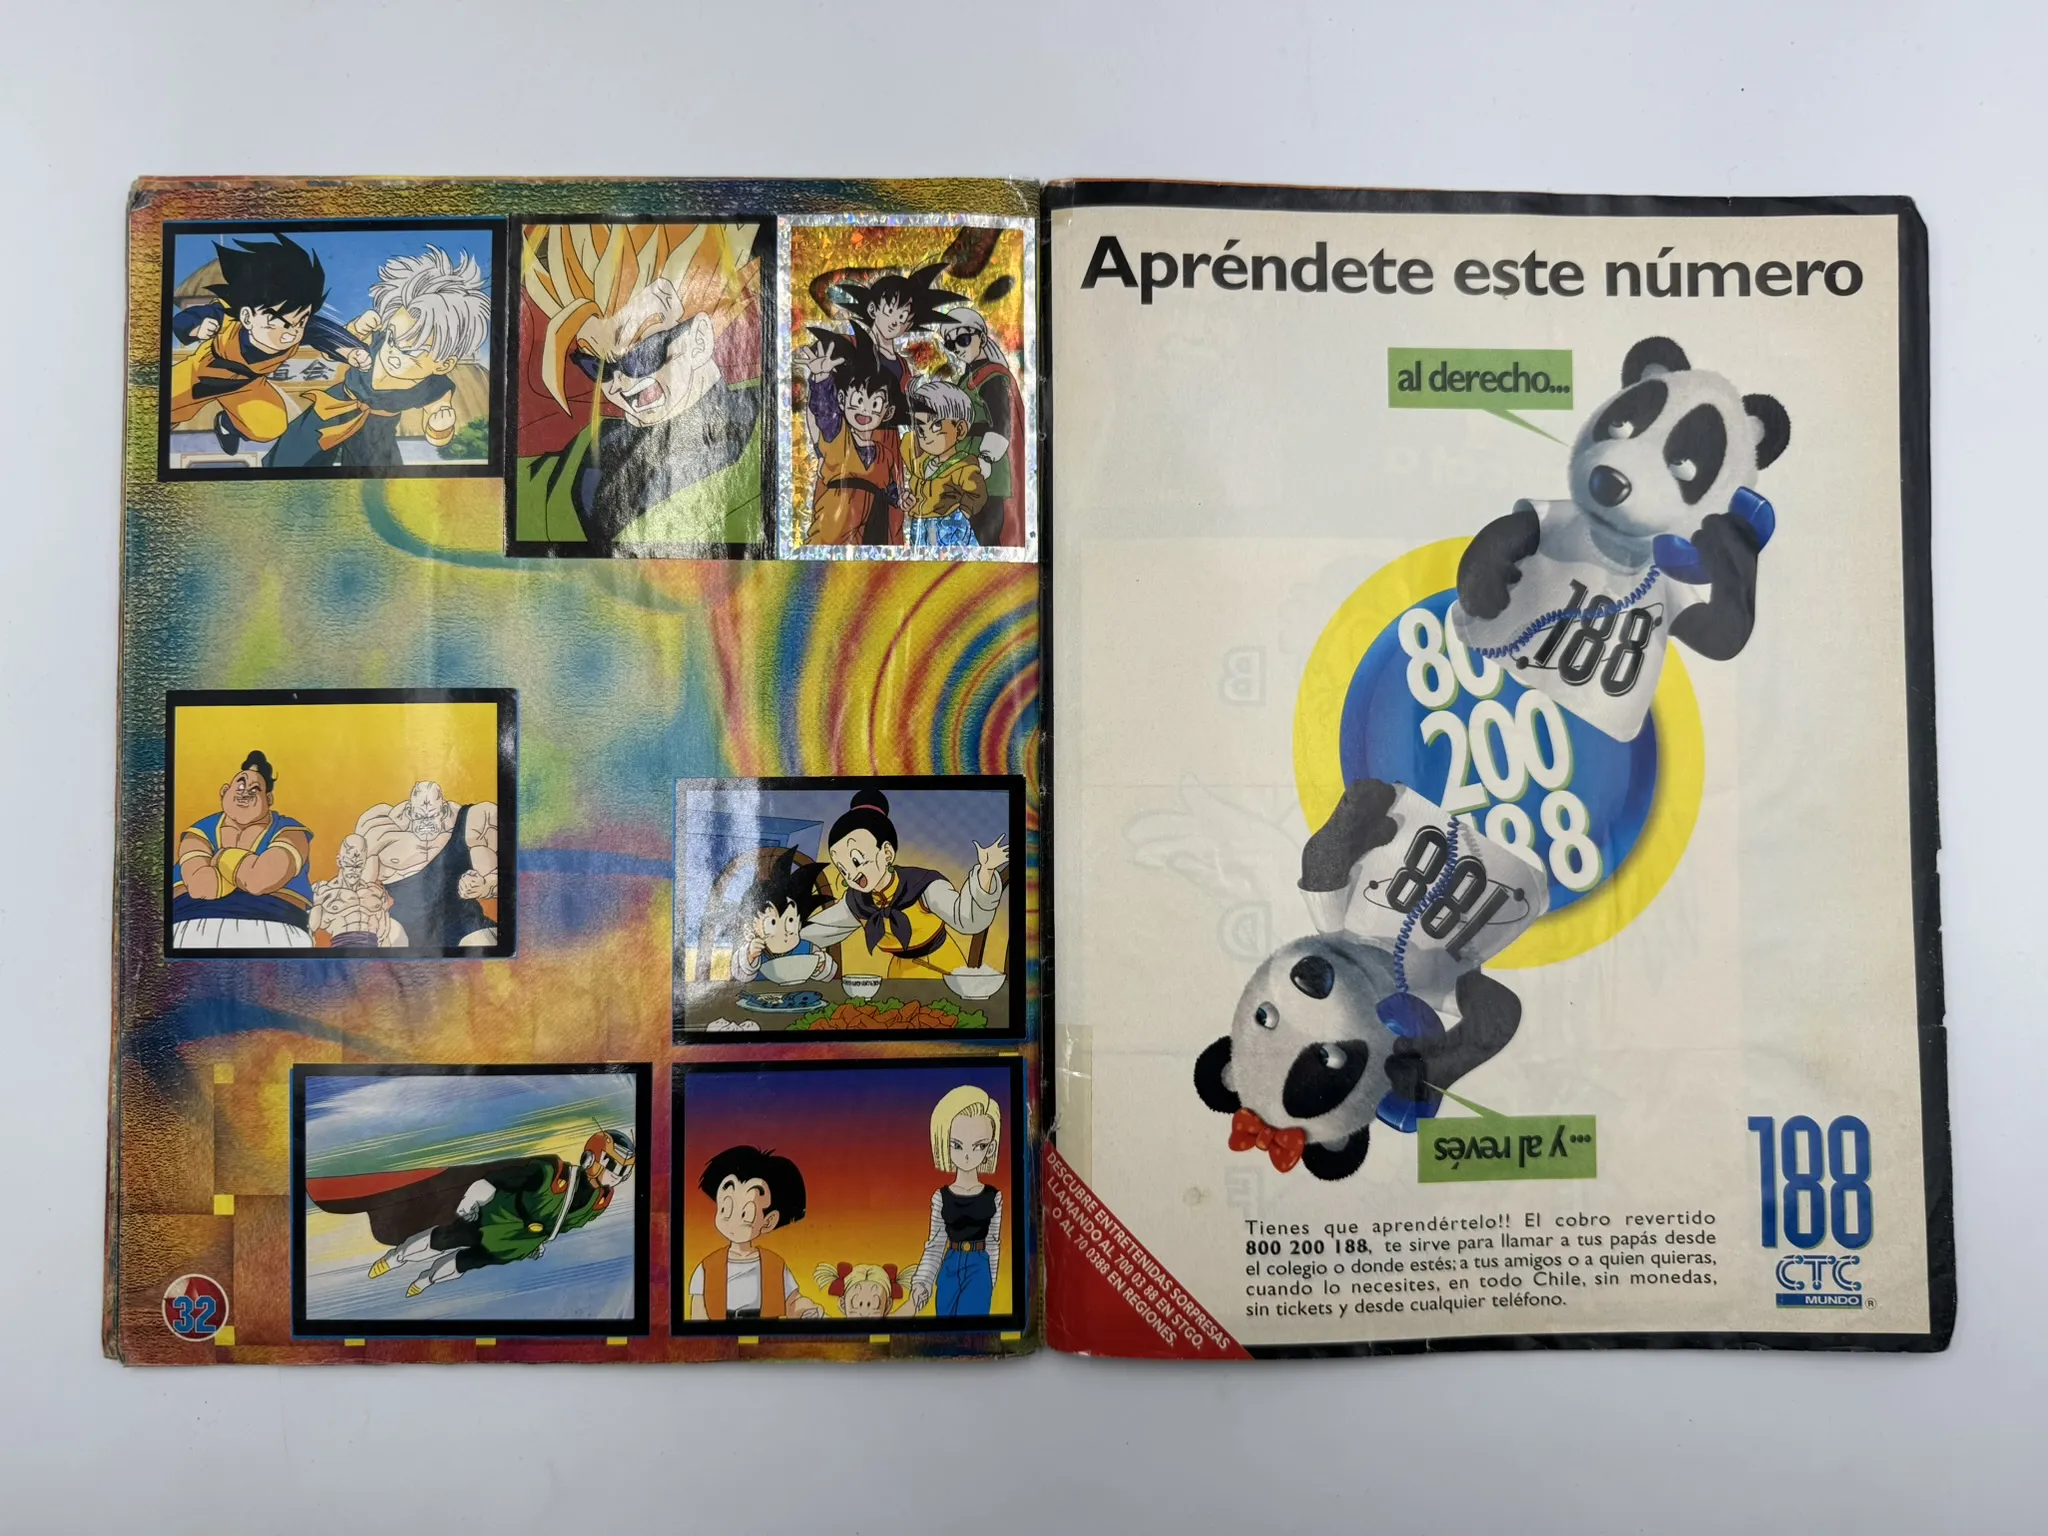 会
32
Apréndete este número
al derecho...
188
80
200
188
188
...y al revés
DESCUBRE ENTRETENIDAS SORPRESAS
LLAMANDO AL 700 03 88 EN STGO.
O AL 70 0388 EN REGIONES.
Tienes que aprendértelo!! El cobro revertido
800 200 188, te sirve para llamar a tus papás desde
el colegio o donde estés; a tus amigos o a quien quieras,
cuando lo necesites, en todo Chile, sin monedas,
sin tickets y desde cualquier teléfono.
188
CTC
MUNDO ®